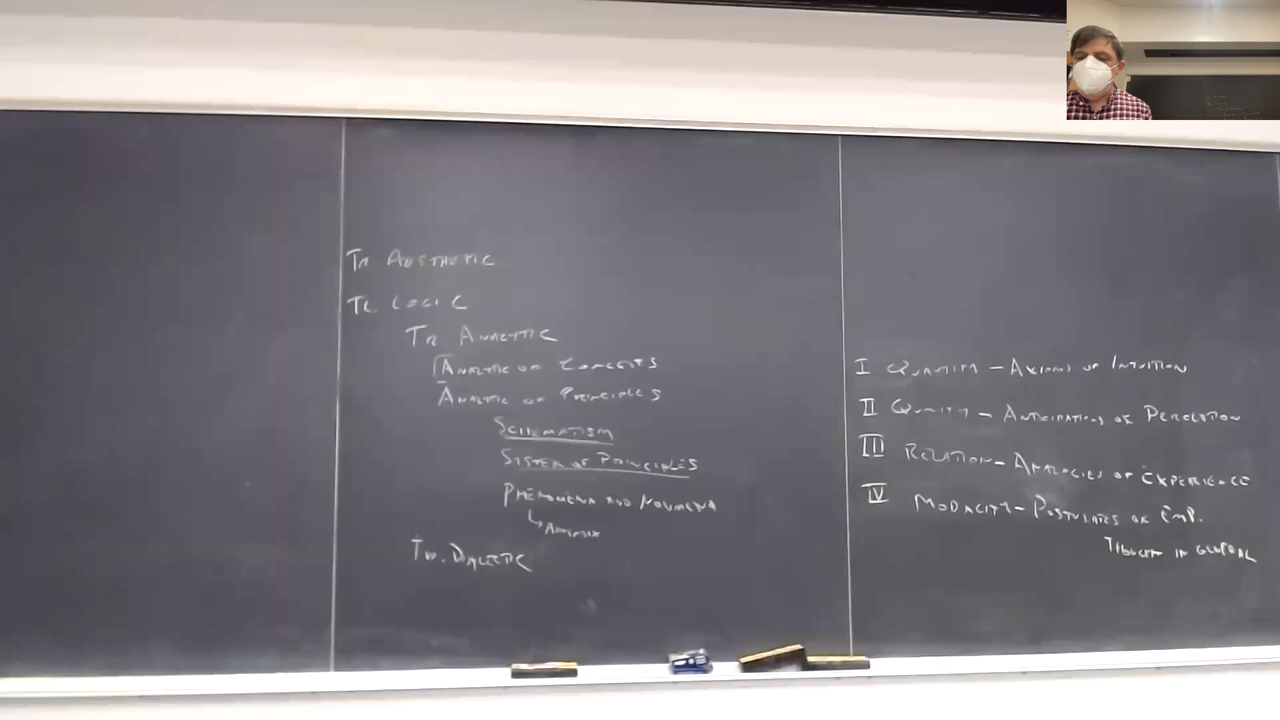 Tr Aesthetic
Tr Logic
Tr Analytic
Analytic of Concepts
Analytic of Principles
Schematism
System of Principles
Phenomena and Noumena
Appendix
Tr. Dialectic
I Quantity – Axioms of Intuition
II Quality – Anticipations of Perception
III Relation – Analogies of Experience
IV Modality – Postulates of Emp.
Thought in General